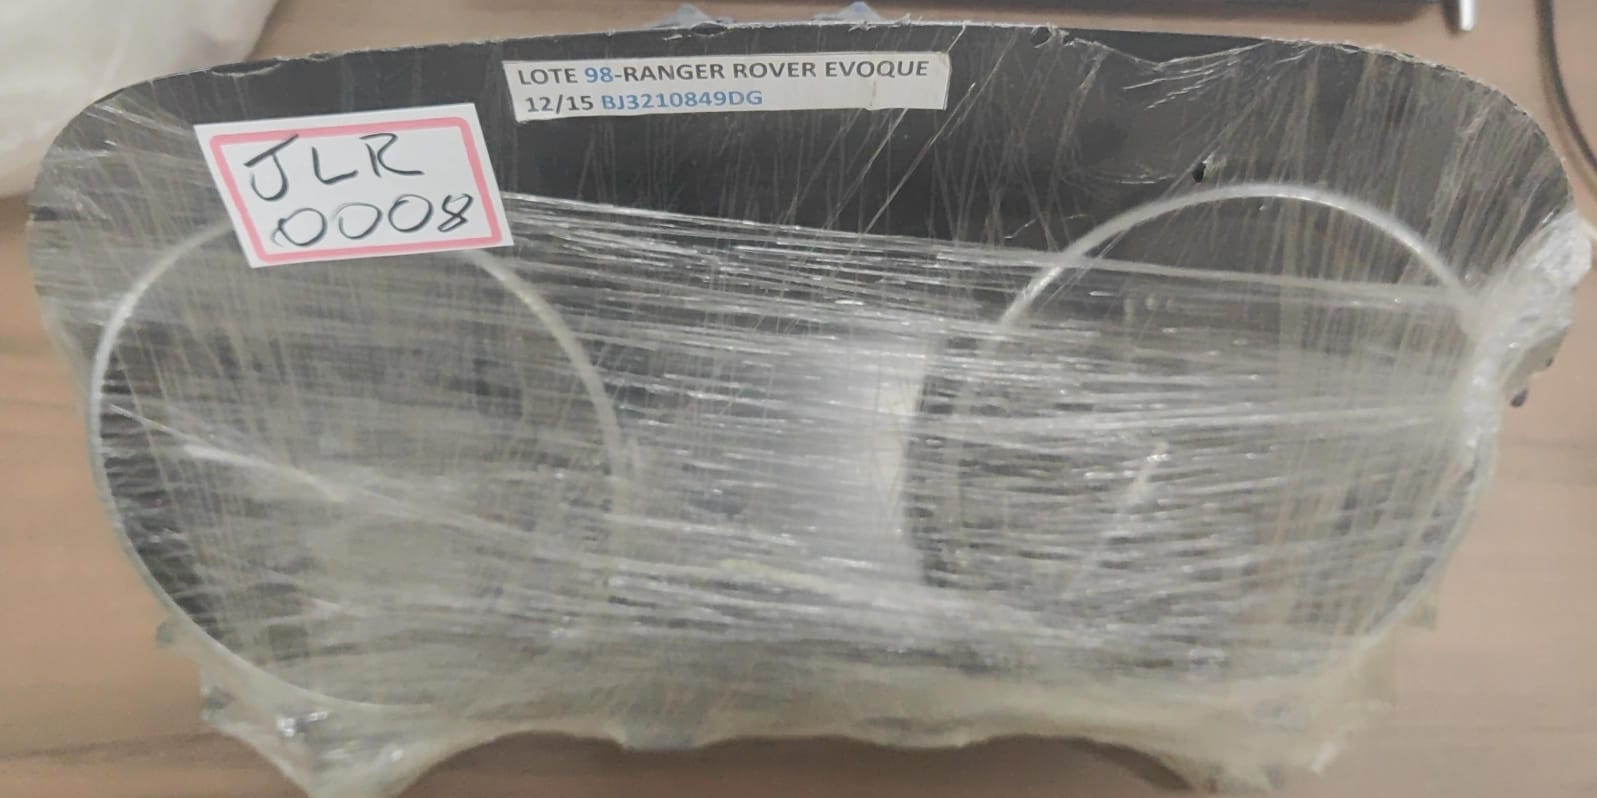 LOTE 98-RANGER ROVER EVOQUE
12/15 BJ3210849DG
JLR
0008